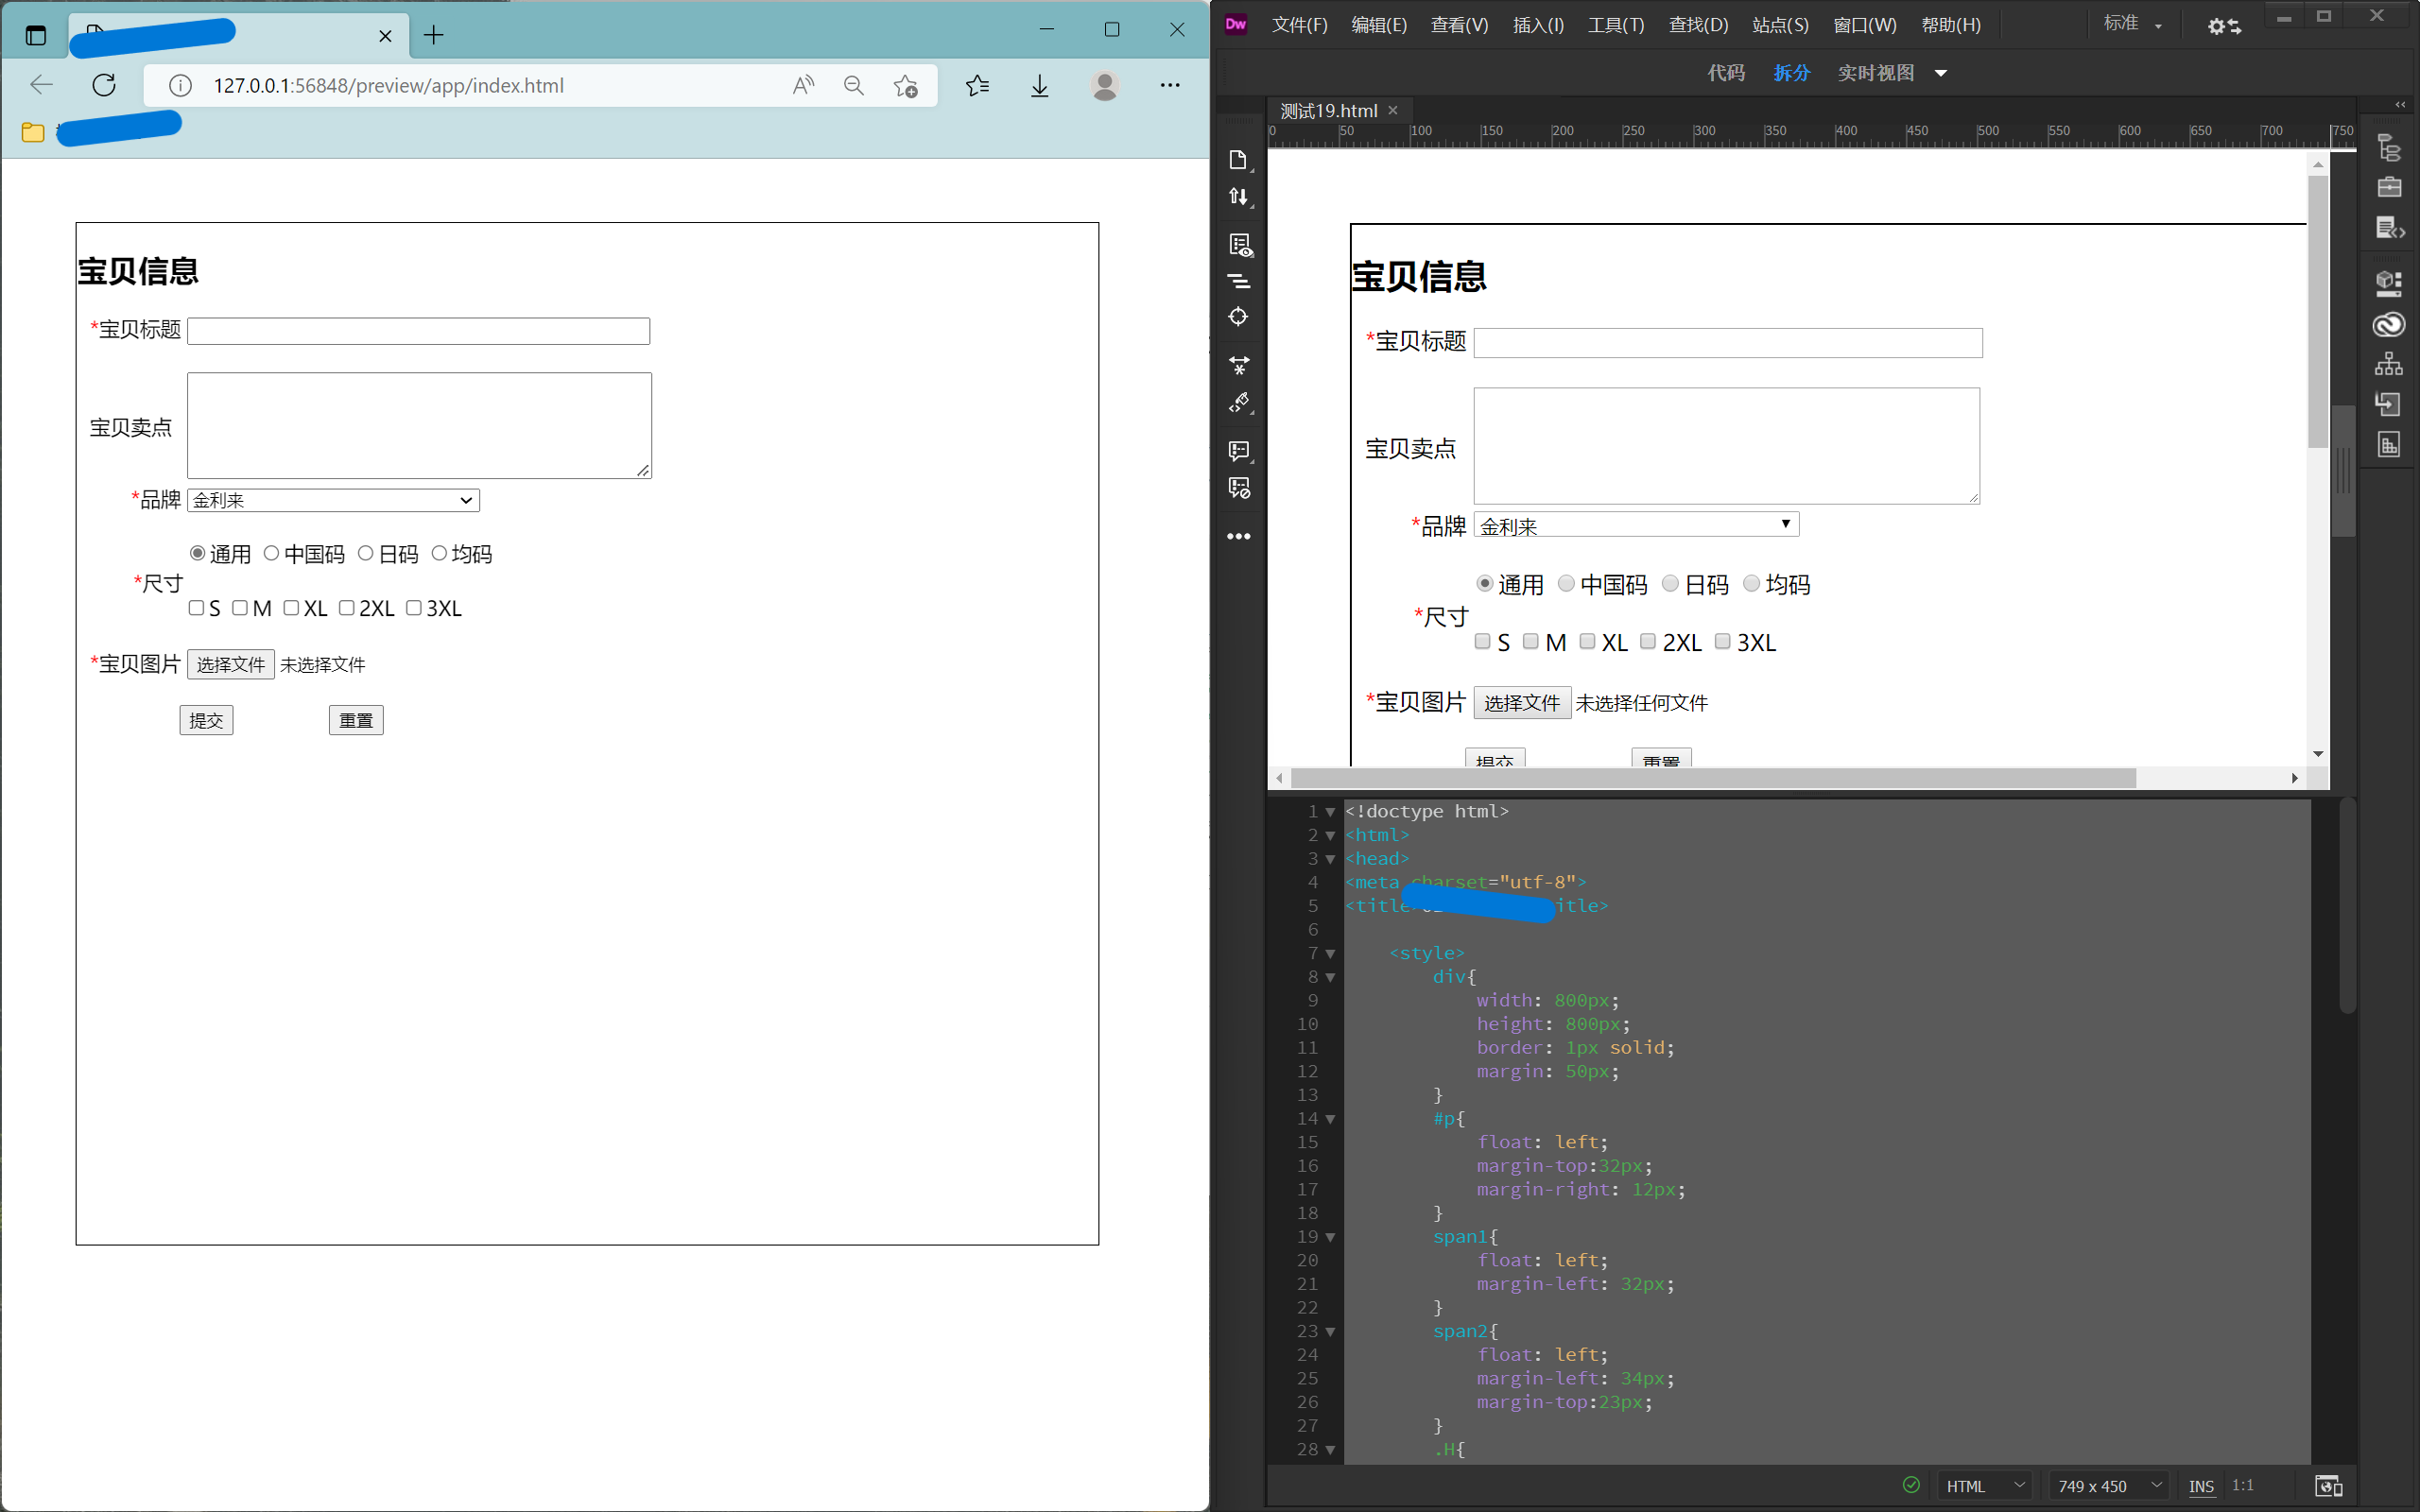 127.0.0.1:56848/preview/app/index.html
宝贝信息
*宝贝标题
宝贝卖点
*品牌 金利来
通用 中国码 日码 均码
*尺寸
S M XL 2XL 3XL
*宝贝图片 选择文件 未选择文件
提交 重置
Dw 文件(F) 编辑(E) 查看(V) 插入(I) 工具(T) 查找(D) 站点(S) 窗口(W) 帮助(H) 标准
代码 拆分 实时视图
测试19.html
0 50 100 150 200 250 300 350 400 450 500 550 600 650 700 750
宝贝信息
*宝贝标题
宝贝卖点
*品牌 金利来
通用 中国码 日码 均码
*尺寸
S M XL 2XL 3XL
*宝贝图片 选择文件 未选择任何文件
提交 重置
1 <!doctype html>
2 <html>
3 <head>
4 <meta charset="utf-8">
5 <title itle>
6
7 <style>
8 div{
9 width: 800px;
10 height: 800px;
11 border: 1px solid;
12 margin: 50px;
13 }
14 #p{
15 float: left;
16 margin-top:32px;
17 margin-right: 12px;
18 }
19 span1{
20 float: left;
21 margin-left: 32px;
22 }
23 span2{
24 float: left;
25 margin-left: 34px;
26 margin-top:23px;
27 }
28 .H{
HTML 749 x 450 INS 1:1